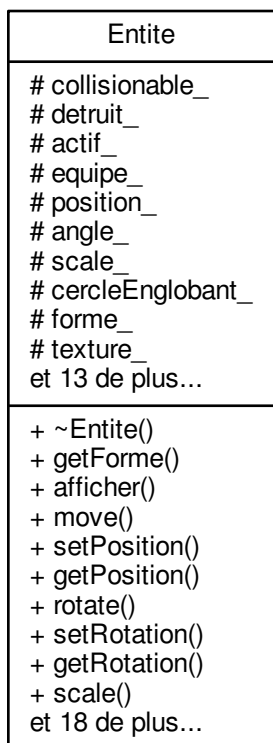 Entite
# collisionable_
# detruit_
# actif_
# equipe_
# position_
# angle_
# scale_
# cercleEnglobant_
# forme_
# texture_
et 13 de plus...
+ ~Entite()
+ getForme()
+ afficher()
+ move()
+ setPosition()
+ getPosition()
+ rotate()
+ setRotation()
+ getRotation()
+ scale()
et 18 de plus...